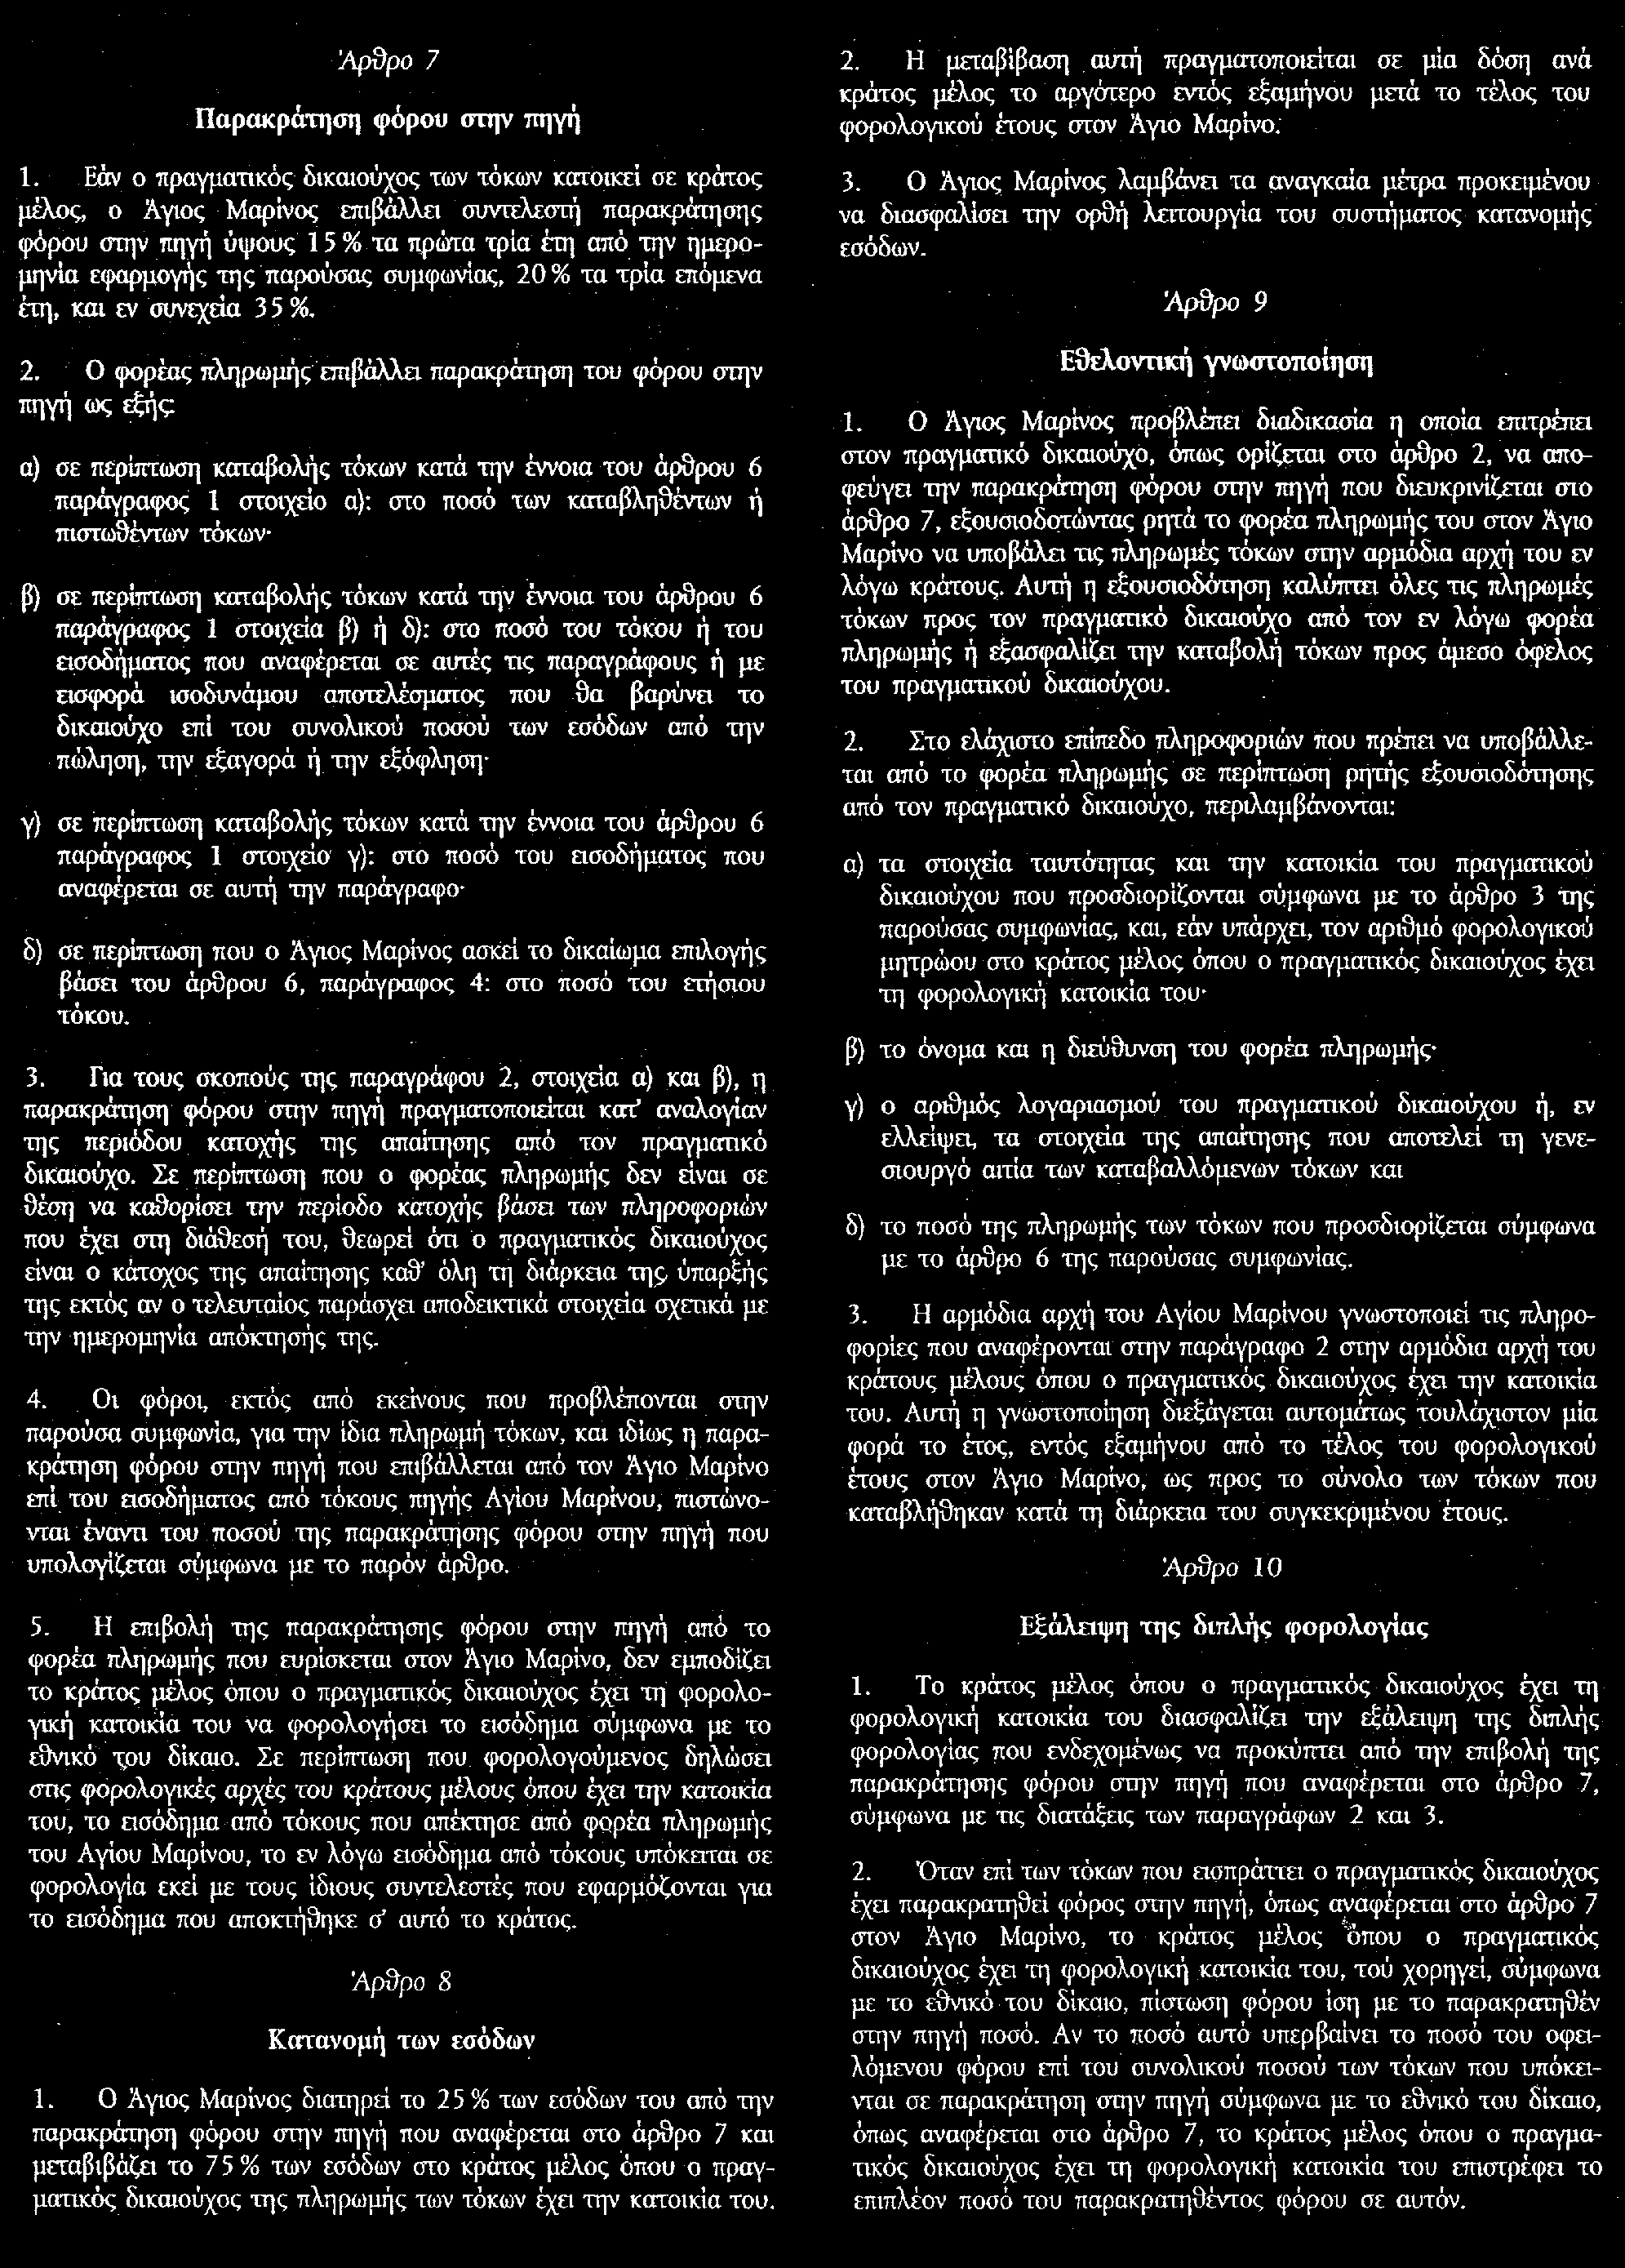 Άρθρο 7
Παρακράτηση φόρου στην πηγή
1. Εάν ο πραγματικός δικαιούχος των τόκων κατοικεί σε κράτος
μέλος, ο Άγιος Μαρίνος επιβάλλει συντελεστή παρακράτησης
φόρου στην πηγή ύψους 15 % τα πρώτα τρία έτη από την ημερο-
μηνία εφαρμογής της παρούσας συμφωνίας, 20 % τα τρία επόμενα
έτη, και εν συνεχεία 35 %.
2. Ο φορέας πληρωμής επιβάλλει παρακράτηση του φόρου στην
πηγή ως εξής:
α) σε περίπτωση καταβολής τόκων κατά την έννοια του άρθρου 6
παράγραφος 1 στοιχείο α): στο ποσό των καταβληθέντων ή
πιστωθέντων τόκων·
β) σε περίπτωση καταβολής τόκων κατά την έννοια του άρθρου 6
παράγραφος 1 στοιχεία β) ή δ): στο ποσό του τόκου ή του
εισοδήματος που αναφέρεται σε αυτές τις παραγράφους ή με
εισφορά ισοδυνάμου αποτελέσματος που θα βαρύνει το
δικαιούχο επί του συνολικού ποσού των εσόδων από την
πώληση, την εξαγορά ή την εξόφληση·
γ) σε περίπτωση καταβολής τόκων κατά την έννοια του άρθρου 6
παράγραφος 1 στοιχείο γ): στο ποσό του εισοδήματος που
αναφέρεται σε αυτή την παράγραφο·
δ) σε περίπτωση που ο Άγιος Μαρίνος ασκεί το δικαίωμα επιλογής
βάσει του άρθρου 6, παράγραφος 4: στο ποσό του ετήσιου
τόκου.
3. Για τους σκοπούς της παραγράφου 2, στοιχεία α) και β), η
παρακράτηση φόρου στην πηγή πραγματοποιείται κατ' αναλογίαν
της περιόδου κατοχής της απαίτησης από τον πραγματικό
δικαιούχο. Σε περίπτωση που ο φορέας πληρωμής δεν είναι σε
θέση να καθορίσει την περίοδο κατοχής βάσει των πληροφοριών
που έχει στη διάθεσή του, θεωρεί ότι ο πραγματικός δικαιούχος
είναι ο κάτοχος της απαίτησης καθ' όλη τη διάρκεια της ύπαρξής
της εκτός αν ο τελευταίος παράσχει αποδεικτικά στοιχεία σχετικά με
την ημερομηνία απόκτησής της.
4. Οι φόροι, εκτός από εκείνους που προβλέπονται στην
παρούσα συμφωνία, για την ίδια πληρωμή τόκων, και ιδίως η παρα-
κράτηση φόρου στην πηγή που επιβάλλεται από τον Άγιο Μαρίνο
επί του εισοδήματος από τόκους πηγής Αγίου Μαρίνου, πιστώνο-
νται έναντι του ποσού της παρακράτησης φόρου στην πηγή που
υπολογίζεται σύμφωνα με το παρόν άρθρο.
5. Η επιβολή της παρακράτησης φόρου στην πηγή από το
φορέα πληρωμής που ευρίσκεται στον Άγιο Μαρίνο, δεν εμποδίζει
το κράτος μέλος όπου ο πραγματικός δικαιούχος έχει τη φορολο-
γική κατοικία του να φορολογήσει το εισόδημα σύμφωνα με το
εθνικό του δίκαιο. Σε περίπτωση που φορολογούμενος δηλώσει
στις φορολογικές αρχές του κράτους μέλους όπου έχει την κατοικία
του, το εισόδημα από τόκους που απέκτησε από φορέα πληρωμής
του Αγίου Μαρίνου, το εν λόγω εισόδημα από τόκους υπόκειται σε
φορολογία εκεί με τους ίδιους συντελεστές που εφαρμόζονται για
το εισόδημα που αποκτήθηκε σ' αυτό το κράτος.
Άρθρο 8
Κατανομή των εσόδων
1. Ο Άγιος Μαρίνος διατηρεί το 25 % των εσόδων του από την
παρακράτηση φόρου στην πηγή που αναφέρεται στο άρθρο 7 και
μεταβιβάζει το 75 % των εσόδων στο κράτος μέλος όπου ο πραγ-
ματικός δικαιούχος της πληρωμής των τόκων έχει την κατοικία του.
2. Η μεταβίβαση αυτή πραγματοποιείται σε μία δόση ανά
κράτος μέλος το αργότερο εντός εξαμήνου μετά το τέλος του
φορολογικού έτους στον Άγιο Μαρίνο.
3. Ο Άγιος Μαρίνος λαμβάνει τα αναγκαία μέτρα προκειμένου
να διασφαλίσει την ορθή λειτουργία του συστήματος κατανομής
εσόδων.
Άρθρο 9
Εθελοντική γνωστοποίηση
1. Ο Άγιος Μαρίνος προβλέπει διαδικασία η οποία επιτρέπει
στον πραγματικό δικαιούχο, όπως ορίζεται στο άρθρο 2, να απο-
φεύγει την παρακράτηση φόρου στην πηγή που διευκρινίζεται στο
άρθρο 7, εξουσιοδοτώντας ρητά το φορέα πληρωμής του στον Άγιο
Μαρίνο να υποβάλει τις πληρωμές τόκων στην αρμόδια αρχή του εν
λόγω κράτους. Αυτή η εξουσιοδότηση καλύπτει όλες τις πληρωμές
τόκων προς τον πραγματικό δικαιούχο από τον εν λόγω φορέα
πληρωμής ή εξασφαλίζει την καταβολή τόκων προς άμεσο όφελος
του πραγματικού δικαιούχου.
2. Στο ελάχιστο επίπεδο πληροφοριών που πρέπει να υποβάλλε-
ται από το φορέα πληρωμής σε περίπτωση ρητής εξουσιοδότησης
από τον πραγματικό δικαιούχο, περιλαμβάνονται:
α) τα στοιχεία ταυτότητας και την κατοικία του πραγματικού
δικαιούχου που προσδιορίζονται σύμφωνα με το άρθρο 3 της
παρούσας συμφωνίας, και, εάν υπάρχει, τον αριθμό φορολογικού
μητρώου στο κράτος μέλος όπου ο πραγματικός δικαιούχος έχει
τη φορολογική κατοικία του·
β) το όνομα και η διεύθυνση του φορέα πληρωμής·
γ) ο αριθμός λογαριασμού του πραγματικού δικαιούχου ή, εν
ελλείψει, τα στοιχεία της απαίτησης που αποτελεί τη γενε-
σιουργό αιτία των καταβαλλόμενων τόκων και
δ) το ποσό της πληρωμής των τόκων που προσδιορίζεται σύμφωνα
με το άρθρο 6 της παρούσας συμφωνίας.
3. Η αρμόδια αρχή του Αγίου Μαρίνου γνωστοποιεί τις πληρο-
φορίες που αναφέρονται στην παράγραφο 2 στην αρμόδια αρχή του
κράτους μέλους όπου ο πραγματικός δικαιούχος έχει την κατοικία
του. Αυτή η γνωστοποίηση διεξάγεται αυτομάτως τουλάχιστον μία
φορά το έτος, εντός εξαμήνου από το τέλος του φορολογικού
έτους στον Άγιο Μαρίνο, ως προς το σύνολο των τόκων που
καταβλήθηκαν κατά τη διάρκεια του συγκεκριμένου έτους.
Άρθρο 10
Εξάλειψη της διπλής φορολογίας
1. Το κράτος μέλος όπου ο πραγματικός δικαιούχος έχει τη
φορολογική κατοικία του διασφαλίζει την εξάλειψη της διπλής
φορολογίας που ενδεχομένως να προκύπτει από την επιβολή της
παρακράτησης φόρου στην πηγή που αναφέρεται στο άρθρο 7,
σύμφωνα με τις διατάξεις των παραγράφων 2 και 3.
2. Όταν επί των τόκων που εισπράττει ο πραγματικός δικαιούχος
έχει παρακρατηθεί φόρος στην πηγή, όπως αναφέρεται στο άρθρο 7
στον Άγιο Μαρίνο, το κράτος μέλος όπου ο πραγματικός
δικαιούχος έχει τη φορολογική κατοικία του, τού χορηγεί, σύμφωνα
με το εθνικό του δίκαιο, πίστωση φόρου ίση με το παρακρατηθέν
στην πηγή ποσό. Αν το ποσό αυτό υπερβαίνει το ποσό του οφει-
λόμενου φόρου επί του συνολικού ποσού των τόκων που υπόκει-
νται σε παρακράτηση στην πηγή σύμφωνα με το εθνικό του δίκαιο,
όπως αναφέρεται στο άρθρο 7, το κράτος μέλος όπου ο πραγμα-
τικός δικαιούχος έχει τη φορολογική κατοικία του επιστρέφει το
επιπλέον ποσό του παρακρατηθέντος φόρου σε αυτόν.